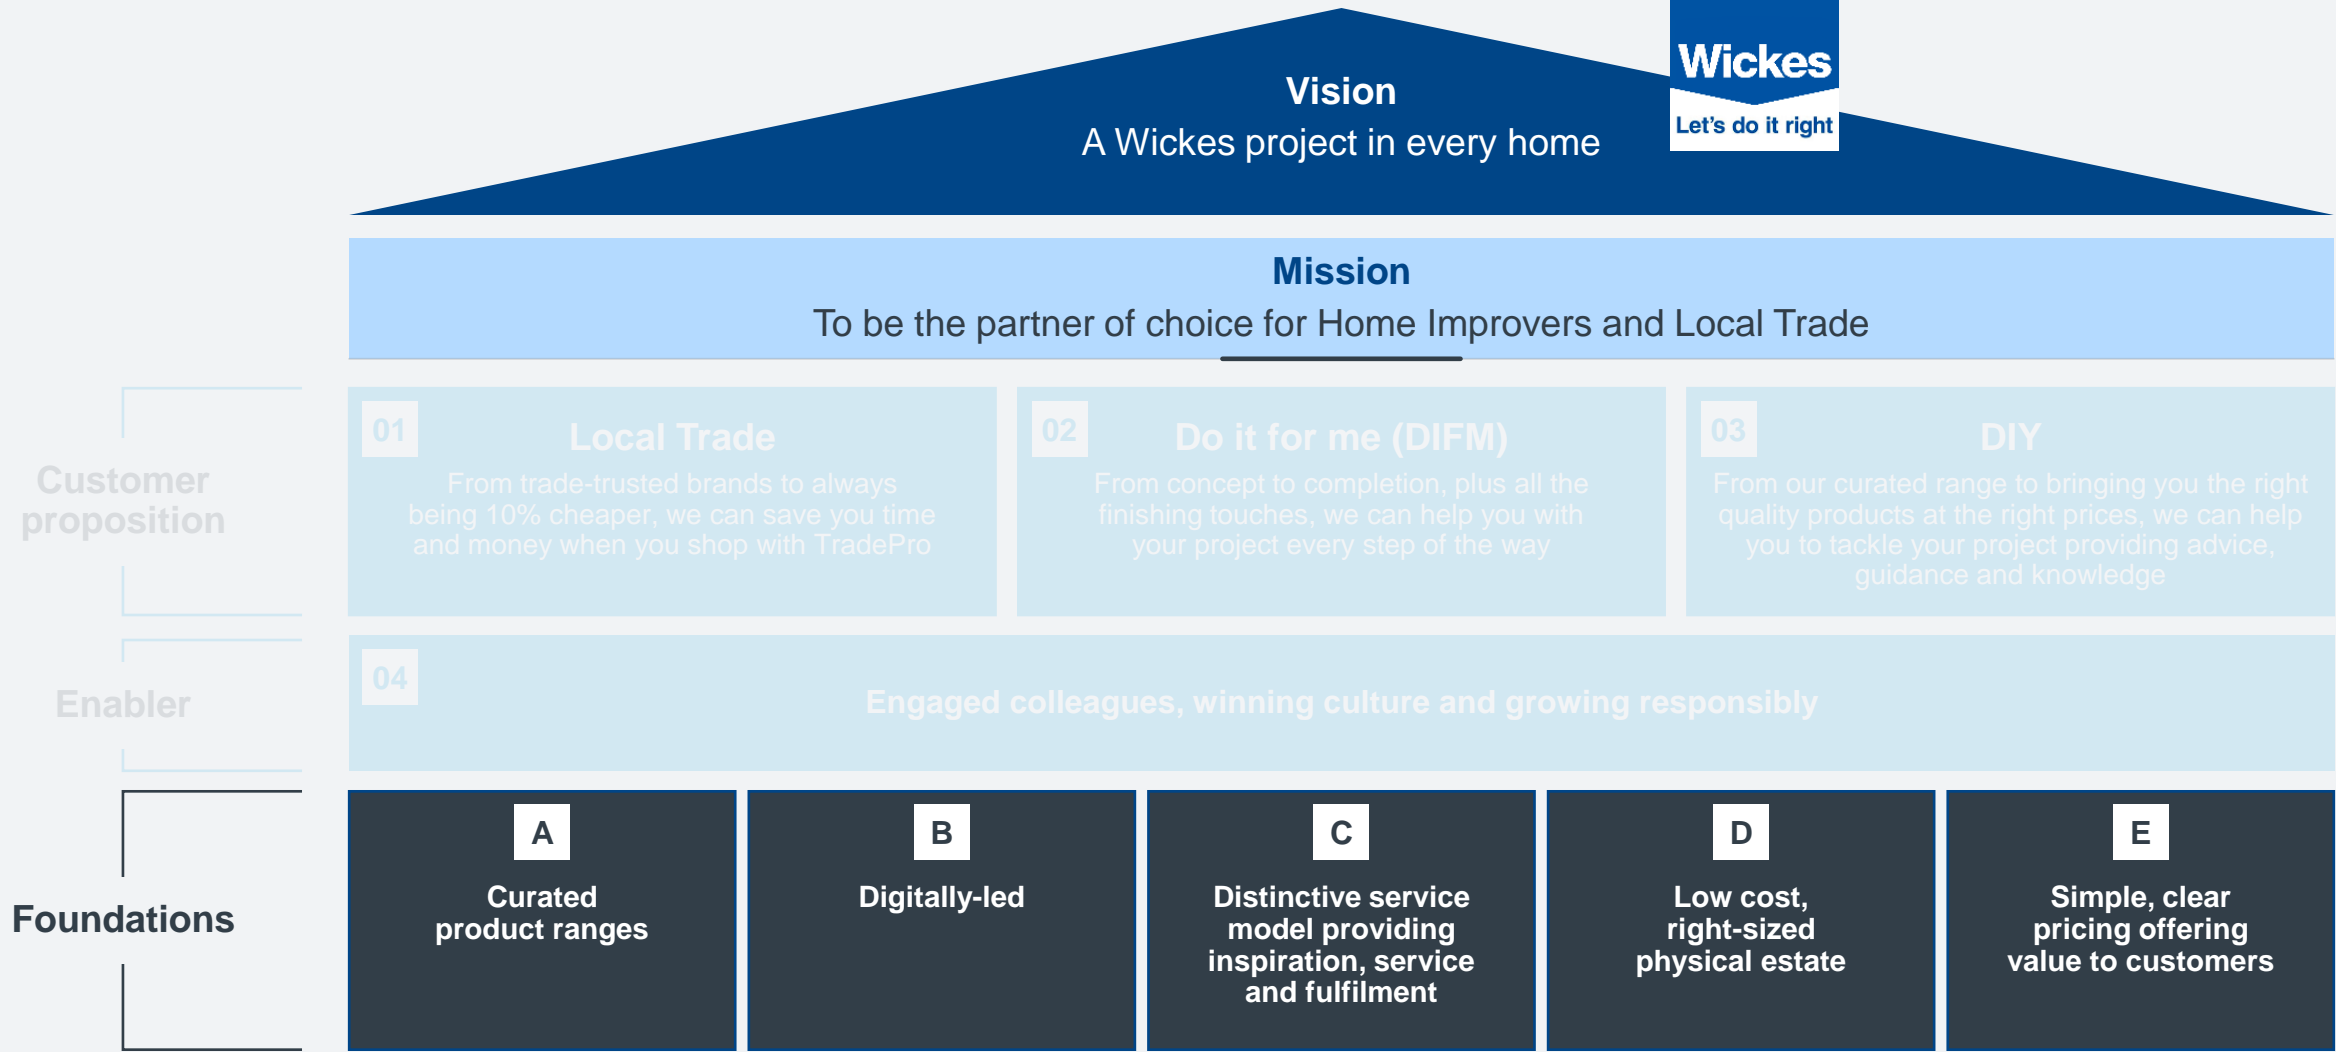 Vision
A Wickes project in every home
Wickes
Let's do it right
Mission
To be the partner of choice for Home Improvers and Local Trade
Customer
proposition
01
Local Trade
From trade-trusted brands to always
being 10% cheaper, we can save you time
and money when you shop with TradePro
02
Do it for me (DIFM)
From concept to completion, plus all the
finishing touches, we can help you with
your project every step of the way
03
DIY
From our curated range to bringing you the right
quality products at the right prices, we can help
you to tackle your project providing advice,
guidance and knowledge
Enabler
04
Engaged colleagues, winning culture and growing responsibly
Foundations
A
Curated
product ranges
B
Digitally-led
C
Distinctive service
model providing
inspiration, service
and fulfilment
D
Low cost,
right-sized
physical estate
E
Simple, clear
pricing offering
value to customers